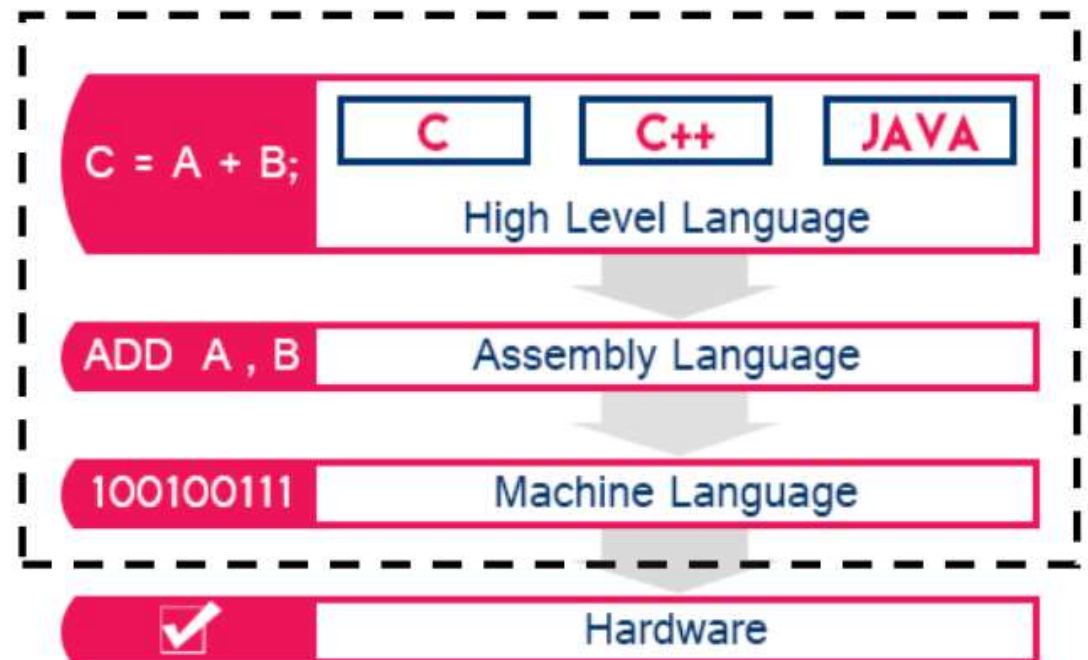 C = A + B;
C
C++
JAVA
High Level Language
ADD A , B
Assembly Language
100100111
Machine Language
Hardware